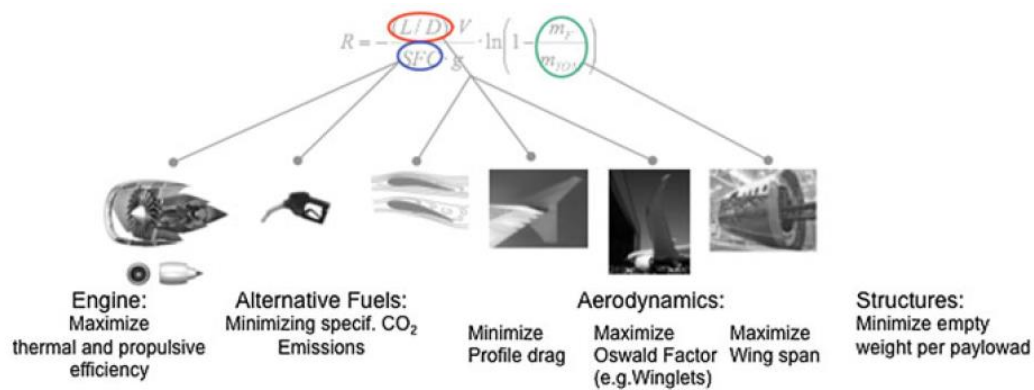 R = - (L/D) V / SFC · g · ln(1 - m_F / m_TOW)
Engine:
Maximize
thermal and propulsive
efficiency
Alternative Fuels:
Minimizing specif. CO₂
Emissions
Aerodynamics:
Minimize
Profile drag
Maximize
Oswald Factor
(e.g.Winglets)
Maximize
Wing span
Structures:
Minimize empty
weight per paylowad